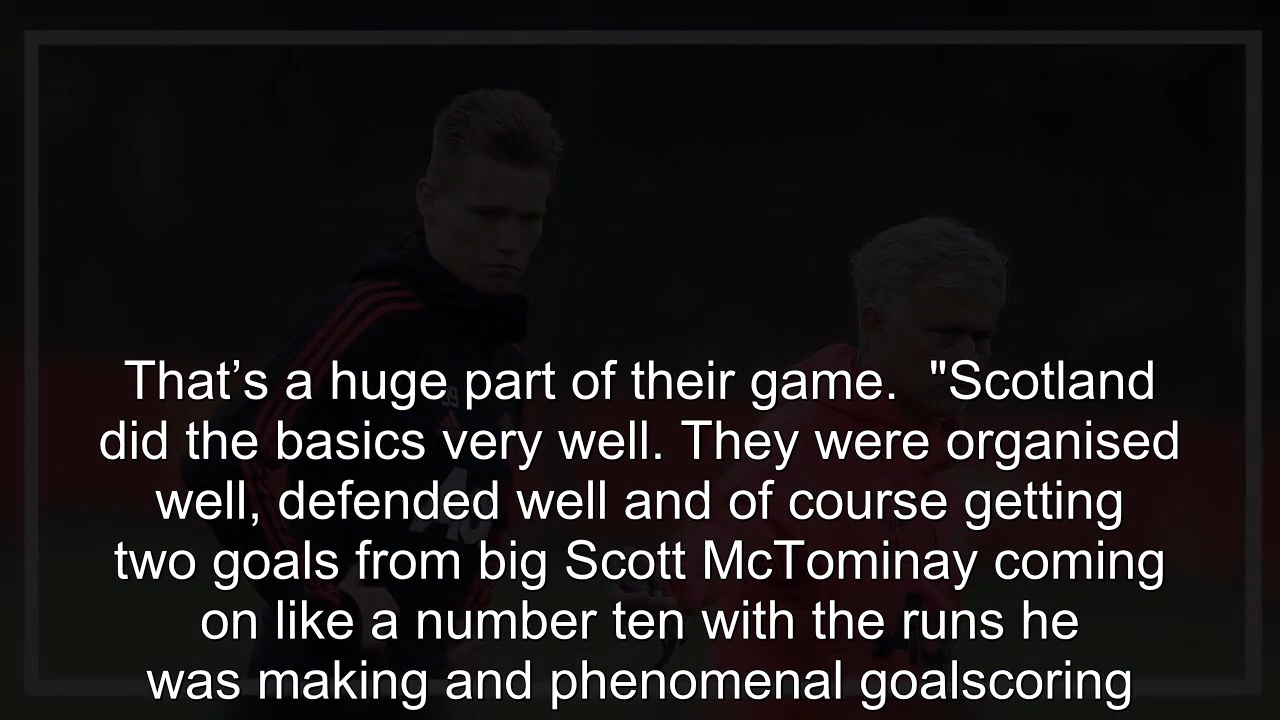 That’s a huge part of their game.  "Scotland
did the basics very well. They were organised
well, defended well and of course getting
two goals from big Scott McTominay coming
on like a number ten with the runs he
was making and phenomenal goalscoring